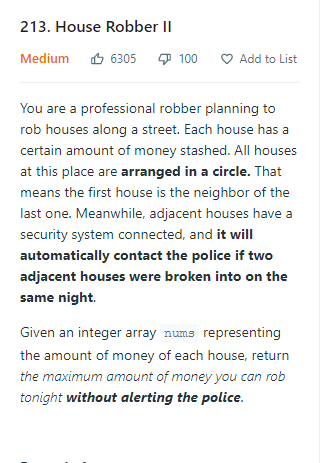 213. House Robber II
Medium 6305 100 Add to List
You are a professional robber planning to
rob houses along a street. Each house has a
certain amount of money stashed. All houses
at this place are arranged in a circle. That
means the first house is the neighbor of the
last one. Meanwhile, adjacent houses have a
security system connected, and it will
automatically contact the police if two
adjacent houses were broken into on the
same night.
Given an integer array nums representing
the amount of money of each house, return
the maximum amount of money you can rob
tonight without alerting the police.